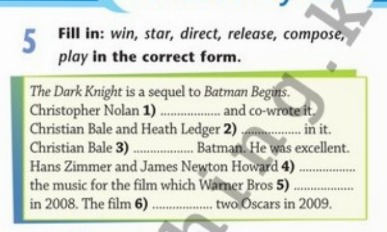 5 Fill in: win, star, direct, release, compose,
play in the correct form.
The Dark Knight is a sequel to Batman Begins.
Christopher Nolan 1) .................. and co-wrote it.
Christian Bale and Heath Ledger 2) .................. in it.
Christian Bale 3) .................. Batman. He was excellent.
Hans Zimmer and James Newton Howard 4) ..................
the music for the film which Warner Bros 5) ..................
in 2008. The film 6) .................. two Oscars in 2009.